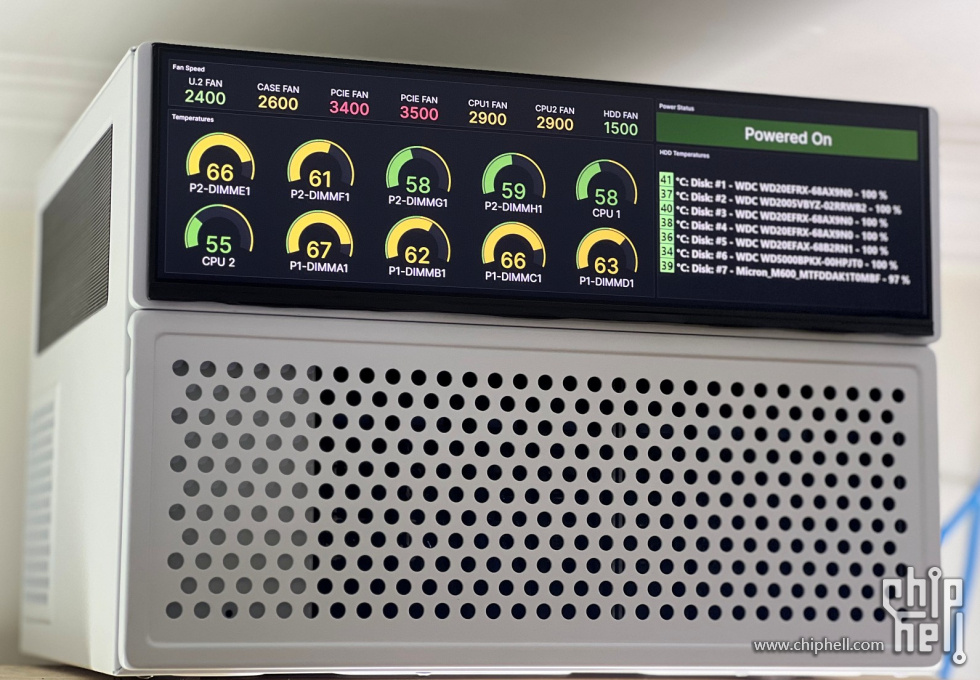 Fan Speed
U.2 FAN
2400
CASE FAN
2600
PCIE FAN
3400
PCIE FAN
3500
CPU1 FAN
2900
CPU2 FAN
2900
HDD FAN
1500
Temperatures
66
P2-DIMME1
61
P2-DIMMF1
58
P2-DIMMG1
59
P2-DIMMH1
58
CPU 1
55
CPU 2
67
P1-DIMMA1
62
P1-DIMMB1
66
P1-DIMMC1
63
P1-DIMMD1
Power Status
Powered On
HDD Temperatures
41 °C: Disk: #1 - WDC WD20EFRX-68AX9N0 - 100 %
37 °C: Disk: #2 - WDC WD2005VBYZ-02RRWB2 - 100 %
40 °C: Disk: #3 - WDC WD20EFRX-68AX9N0 - 100 %
38 °C: Disk: #4 - WDC WD20EFRX-68AX9N0 - 100 %
36 °C: Disk: #5 - WDC WD20EFAX-68B2RN1 - 100 %
34 °C: Disk: #6 - WDC WD5000BPKX-00HPJT0 - 100 %
39 °C: Disk: #7 - Micron_M600_MTFDDAK1T0MBF - 97 %
chip
hell
www.chiphell.com